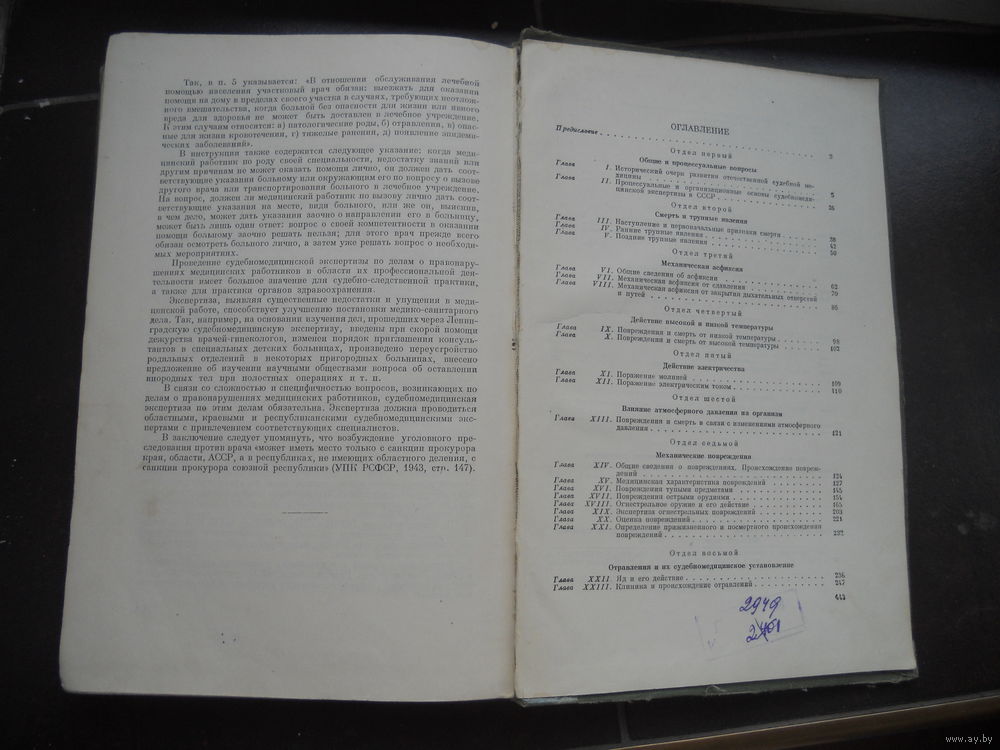 Так, в п. 5 указывается: «В отношении обслуживания лечебной
помощью населения участковый врач обязан: выезжать для оказания
помощи на дому в пределах своего участка в случаях, требующих неотлож-
ного вмешательства, когда больной без опасности для жизни или явного
вреда для здоровья не может быть доставлен в лечебное учреждение.
К этим случаям относятся: а) патологические роды, б) отравления, в) опас-
ные для жизни кровотечения, г) тяжелые ранения, д) появление эпидеми-
ческих заболеваний».
В инструкции также содержится следующее указание: когда меди-
цинский работник по роду своей специальности, недостатку знаний или
другим причинам не может оказать помощи лично, он должен дать соот-
ветствующие указания больному или окружающим его по вопросу о вызове
другого врача или транспортирования больного в лечебное учреждение.
На вопрос, должен ли медицинский работник по вызову лично дать соот-
ветствующие указания на месте, видя больного, или же он, выяснив,
в чем дело, может дать указания заочно о направлении его в больницу,
может быть лишь один ответ: вопрос о своей компетентности в оказании
помощи больному заочно решать нельзя; для этого врач прежде всего
обязан осмотреть больного лично, а затем уже решать вопрос о необходи-
мых мероприятиях.
Проведение судебномедицинской экспертизы по делам о правонару-
шениях медицинских работников в области их профессиональной дея-
тельности имеет большое значение для судебно-следственной практики,
а также для практики органов здравоохранения.
Экспертиза, выявляя существенные недостатки и упущения в меди-
цинской работе, способствует улучшению постановки медико-санитарного
дела. Так, например, на основании изучения дел, прошедших через Ленин-
градскую судебномедицинскую экспертизу, введены при скорой помощи
дежурства врачей-гинекологов, изменен порядок приглашения консуль-
тантов в специальных детских больницах, произведено переустройство
родильных отделений в некоторых пригородных больницах, внесено
предложение об изучении научными обществами вопроса об оставлении
инородных тел при полостных операциях и т. п.
В связи со сложностью и специфичностью вопросов, возникающих по
делам о правонарушениях медицинских работников, судебномедицинская
экспертиза по этим делам обязательна. Экспертиза должна проводиться
областными, краевыми и республиканскими судебномедицинскими экс-
пертами с привлечением соответствующих специалистов.
В заключение следует упомянуть, что возбуждение уголовного пре-
следования против врача «может иметь место только с санкции прокурора
края, области, АССР, а в республиках, не имеющих областного деления, с
санкции прокурора союзной республики» (УПК РСФСР, 1943, стр. 147).
ОГЛАВЛЕНИЕ
Предисловие 3
Отдел первый
Общие и процессуальные вопросы
Глава I. Исторический очерк развития отечественной судебной ме-
дицины 5
Глава II. Процессуальные и организационные основы судебномеди-
цинской экспертизы в СССР
Отдел второй
Смерть и трупные явления
Глава III. Наступление и первоначальные признаки смерти 38
Глава IV. Ранние трупные явления 42
Глава V. Поздние трупные явления 50
Отдел третий
Механическая асфиксия
Глава VI. Общие сведения об асфиксии 62
Глава VII. Механическая асфиксия от сдавления 70
Глава VIII. Механическая асфиксия от закрытия дыхательных отверстий
и путей 86
Отдел четвертый
Действие высокой и низкой температуры
Глава IX. Повреждения и смерть от низкой температуры 98
Глава X. Повреждения и смерть от высокой температуры 102
Отдел пятый
Действие электричества
Глава XI. Поражение молнией 109
Глава XII. Поражение электрическим током 110
Отдел шестой
Влияние атмосферного давления на организм
Глава XIII. Повреждения и смерть в связи с изменениями атмосферного
давления 121
Отдел седьмой
Механические повреждения
Глава XIV. Общие сведения о повреждениях. Происхождение повреж-
дений 124
Глава XV. Медицинская характеристика повреждений 127
Глава XVI. Повреждения тупыми предметами 145
Глава XVII. Повреждения острыми орудиями 154
Глава XVIII. Огнестрельное оружие и его действие 165
Глава XIX. Экспертиза огнестрельных повреждений 203
Глава XX. Оценка повреждений 221
Глава XXI. Определение прижизненного и посмертного происхождения
повреждений 232
Отдел восьмой
Отравления и их судебномедицинское установление
Глава XXII. Яд и его действие 236
Глава XXIII. Клиника и происхождение отравлений 247
443
2949
www.ay.by